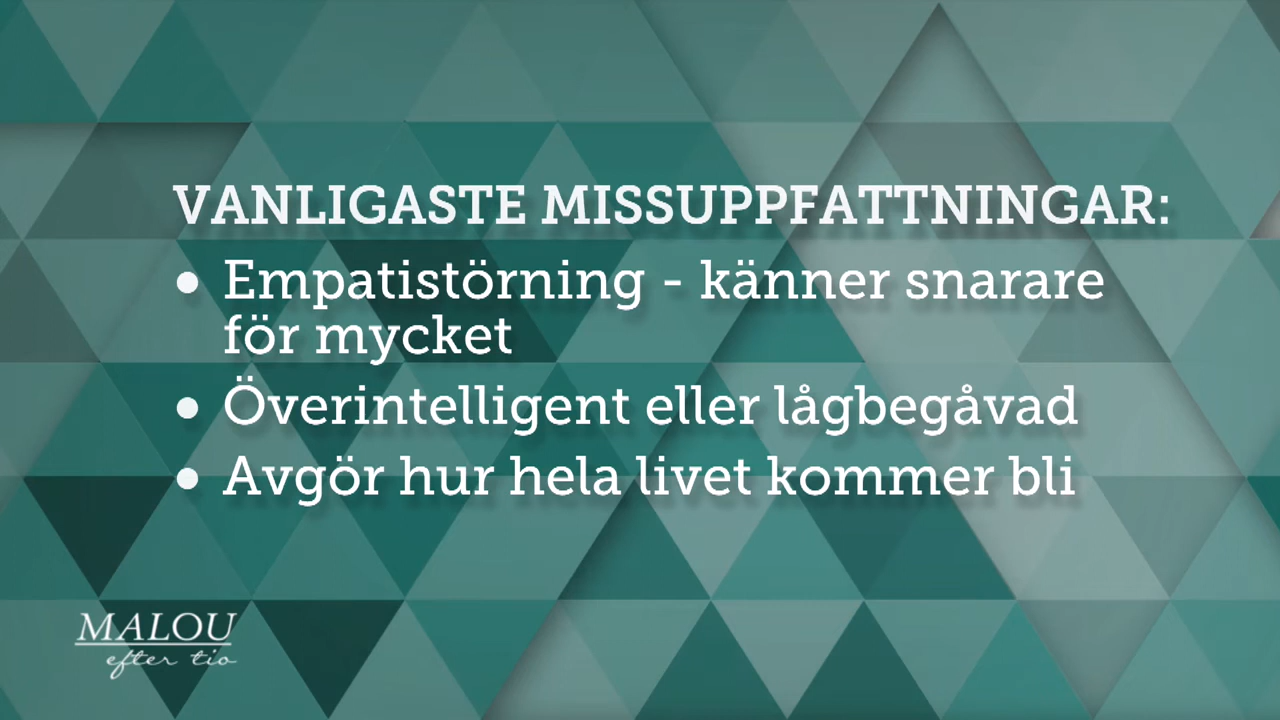 VANLIGASTE MISSUPPFATTNINGAR:
● Empatistörning - känner snarare
för mycket
● Överintelligent eller lågbegåvad
● Avgör hur hela livet kommer bli
MALOU
efter tio